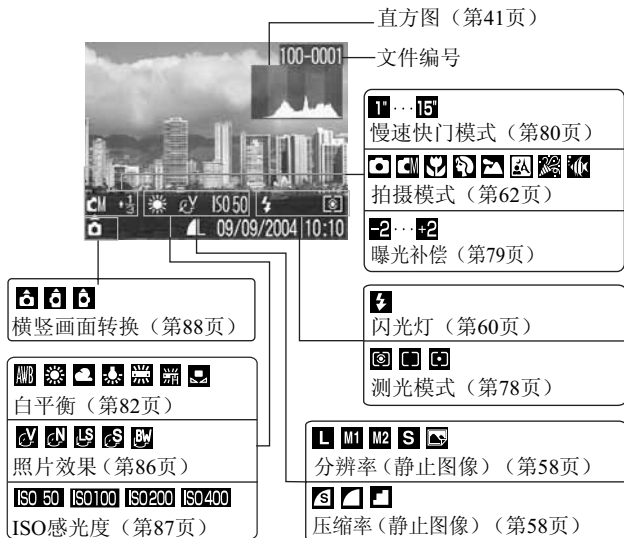 直方图（第41页）
100-0001
文件编号
1"…15"
慢速快门模式（第80页）
CM
拍摄模式（第62页）
-2…+2
曝光补偿（第79页）
CM +1/3 V ISO 50
L 09/09/2004 10:10
横竖画面转换（第88页）
闪光灯（第60页）
测光模式（第78页）
AWB
白平衡（第82页）
V N LS S BW
照片效果（第86页）
ISO 50 ISO100 ISO200 ISO400
ISO感光度（第87页）
L M1 M2 S
分辨率（静止图像）（第58页）
S
压缩率（静止图像）（第58页）